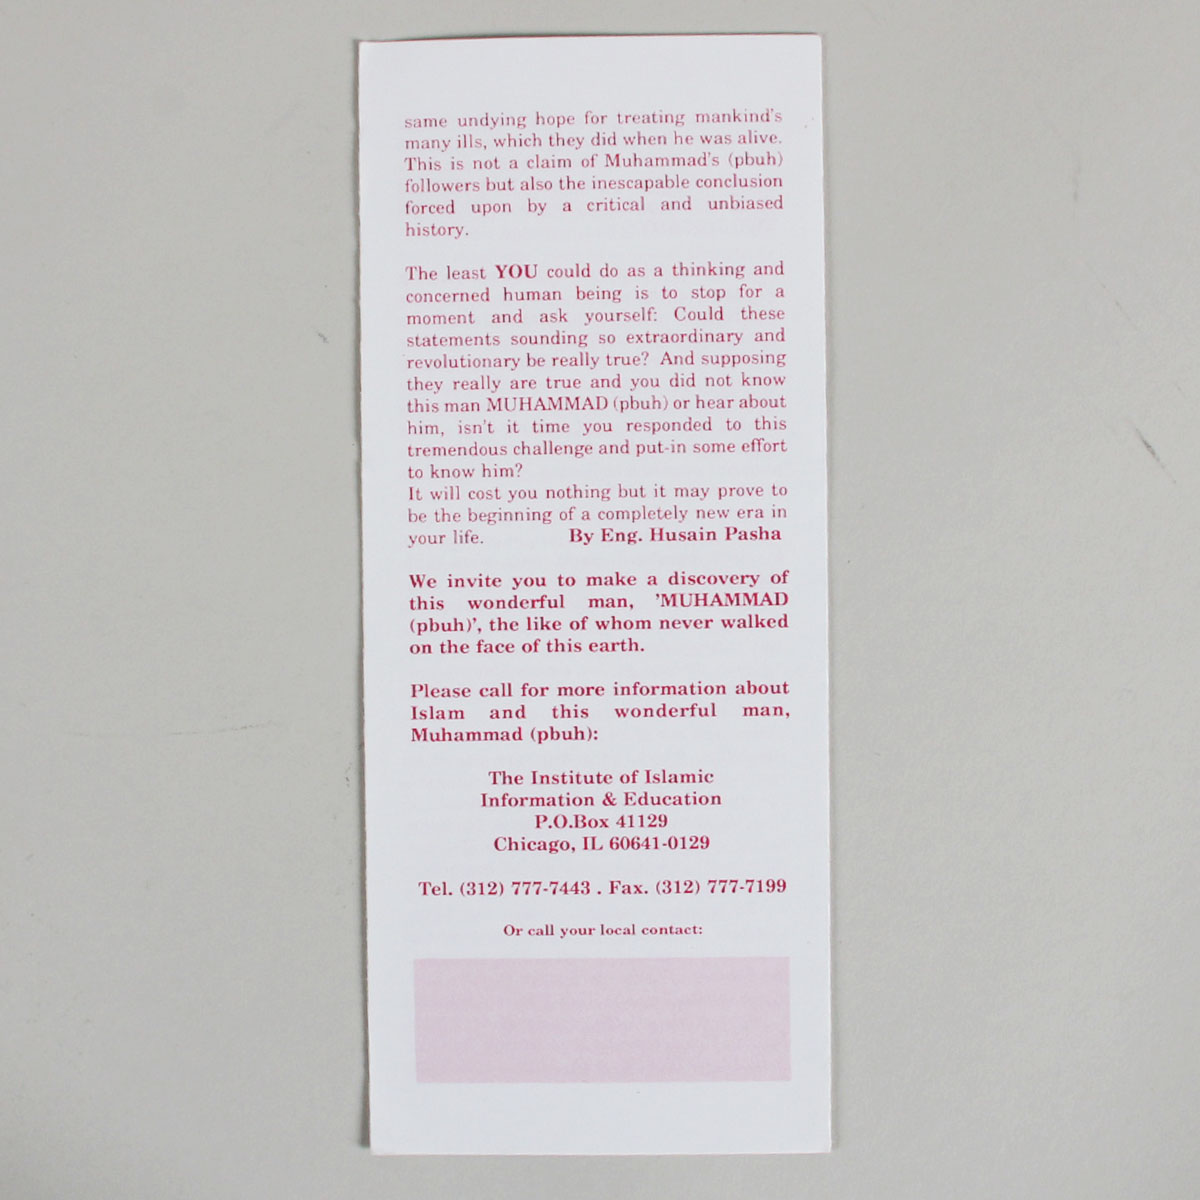 same undying hope for treating mankind's
many ills, which they did when he was alive.
This is not a claim of Muhammad's (pbuh)
followers but also the inescapable conclusion
forced upon by a critical and unbiased
history.
The least YOU could do as a thinking and
concerned human being is to stop for a
moment and ask yourself: Could these
statements sounding so extraordinary and
revolutionary be really true? And supposing
they really are true and you did not know
this man MUHAMMAD (pbuh) or hear about
him, isn't it time you responded to this
tremendous challenge and put-in some effort
to know him?
It will cost you nothing but it may prove to
be the beginning of a completely new era in
your life. By Eng. Husain Pasha
We invite you to make a discovery of
this wonderful man, 'MUHAMMAD
(pbuh)', the like of whom never walked
on the face of this earth.
Please call for more information about
Islam and this wonderful man,
Muhammad (pbuh):
The Institute of Islamic
Information & Education
P.O.Box 41129
Chicago, IL 60641-0129
Tel. (312) 777-7443 . Fax. (312) 777-7199
Or call your local contact: